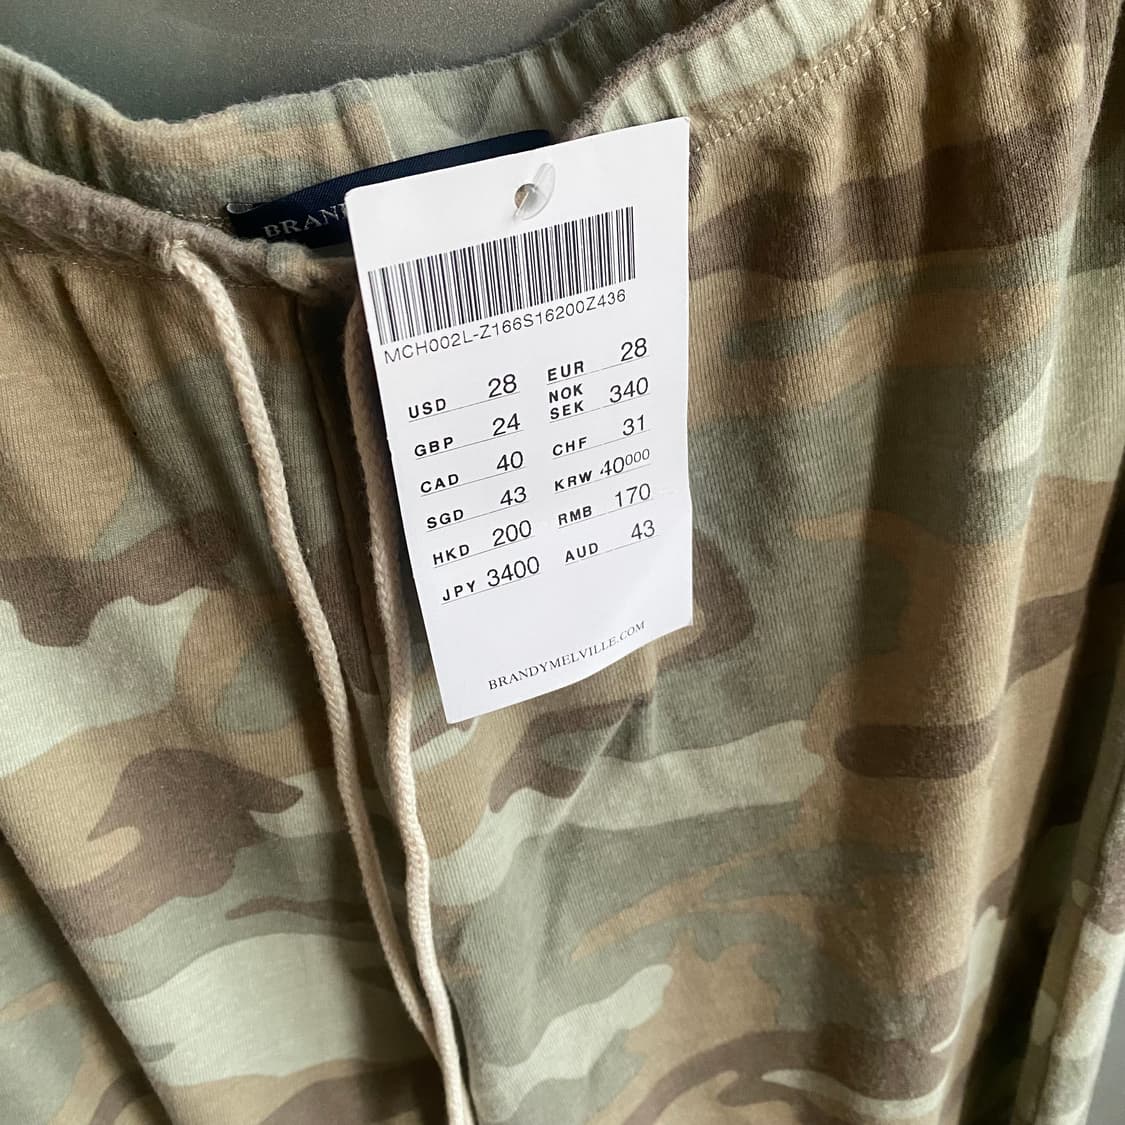 BRAN
MCH002L-Z166S16200Z436
USD 28
GBP 24
CAD 40
SGD 43
HKD 200
JPY 3400
EUR 28
NOK
SEK 340
CHF 31
KRW 40000
RMB 170
AUD 43
BRANDYMELVILLE.COM